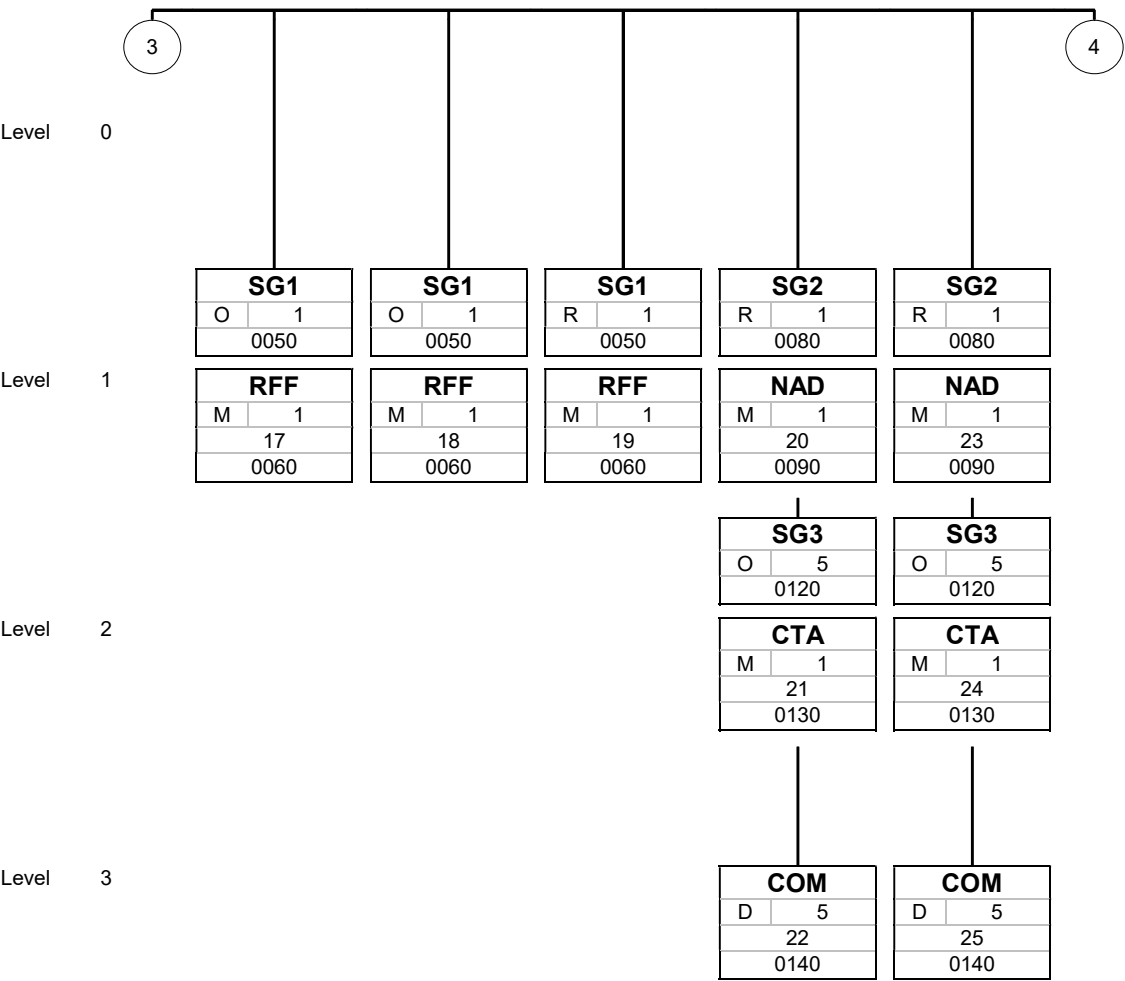 3 4
Level 0
SG1 SG1 SG1 SG2 SG2
O 1 O 1 R 1 R 1 R 1
0050 0050 0050 0080 0080
Level 1
RFF RFF RFF NAD NAD
M 1 M 1 M 1 M 1 M 1
17 18 19 20 23
0060 0060 0060 0090 0090
SG3 SG3
O 5 O 5
0120 0120
Level 2
CTA CTA
M 1 M 1
21 24
0130 0130
Level 3
COM COM
D 5 D 5
22 25
0140 0140